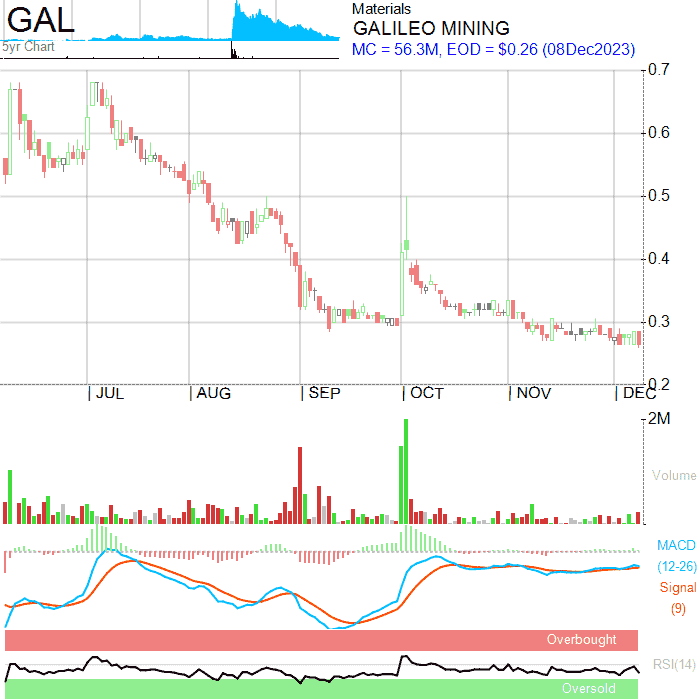 GAL
5yr Chart
Materials
GALILEO MINING
MC = 56.3M, EOD = $0.26 (08Dec2023)
0.7
0.6
0.5
0.4
0.3
0.2
JUL AUG SEP OCT NOV DEC
2M
Volume
MACD
(12-26)
Signal
(9)
Overbought
RSI(14)
Oversold